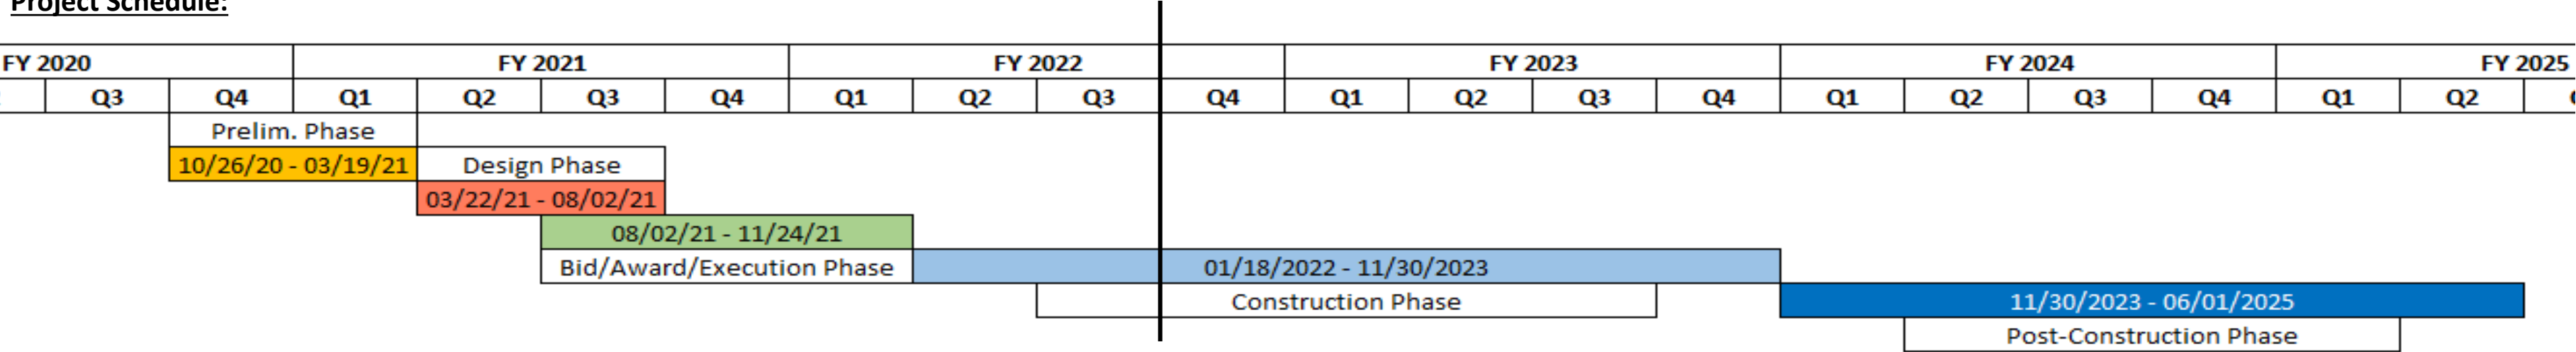 Project Schedule:
FY 2020 FY 2021 FY 2022 FY 2023 FY 2024 FY 2025
Q3 Q4 Q1 Q2 Q3 Q4 Q1 Q2 Q3 Q4 Q1 Q2 Q3 Q4 Q1 Q2 Q3 Q4 Q1 Q2
Prelim. Phase
10/26/20 - 03/19/21 Design Phase
03/22/21 - 08/02/21
08/02/21 - 11/24/21
Bid/Award/Execution Phase 01/18/2022 - 11/30/2023
Construction Phase 11/30/2023 - 06/01/2025
Post-Construction Phase